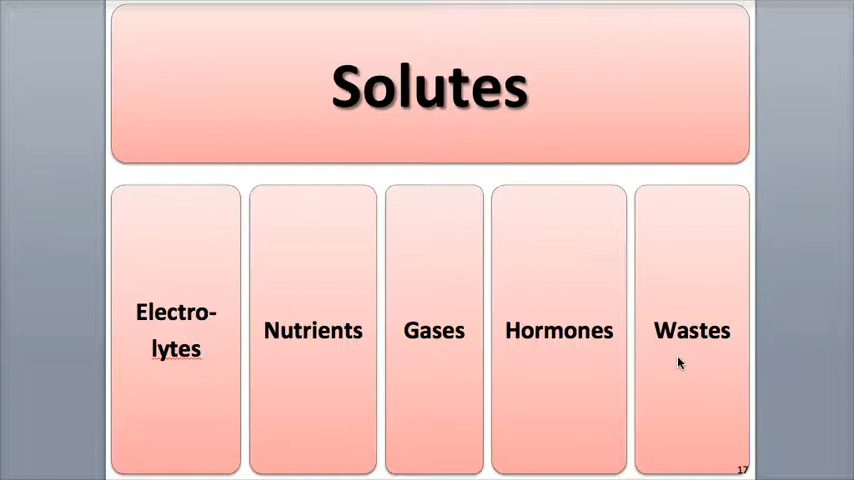 Solutes
Electro-
lytes
Nutrients
Gases
Hormones
Wastes
17